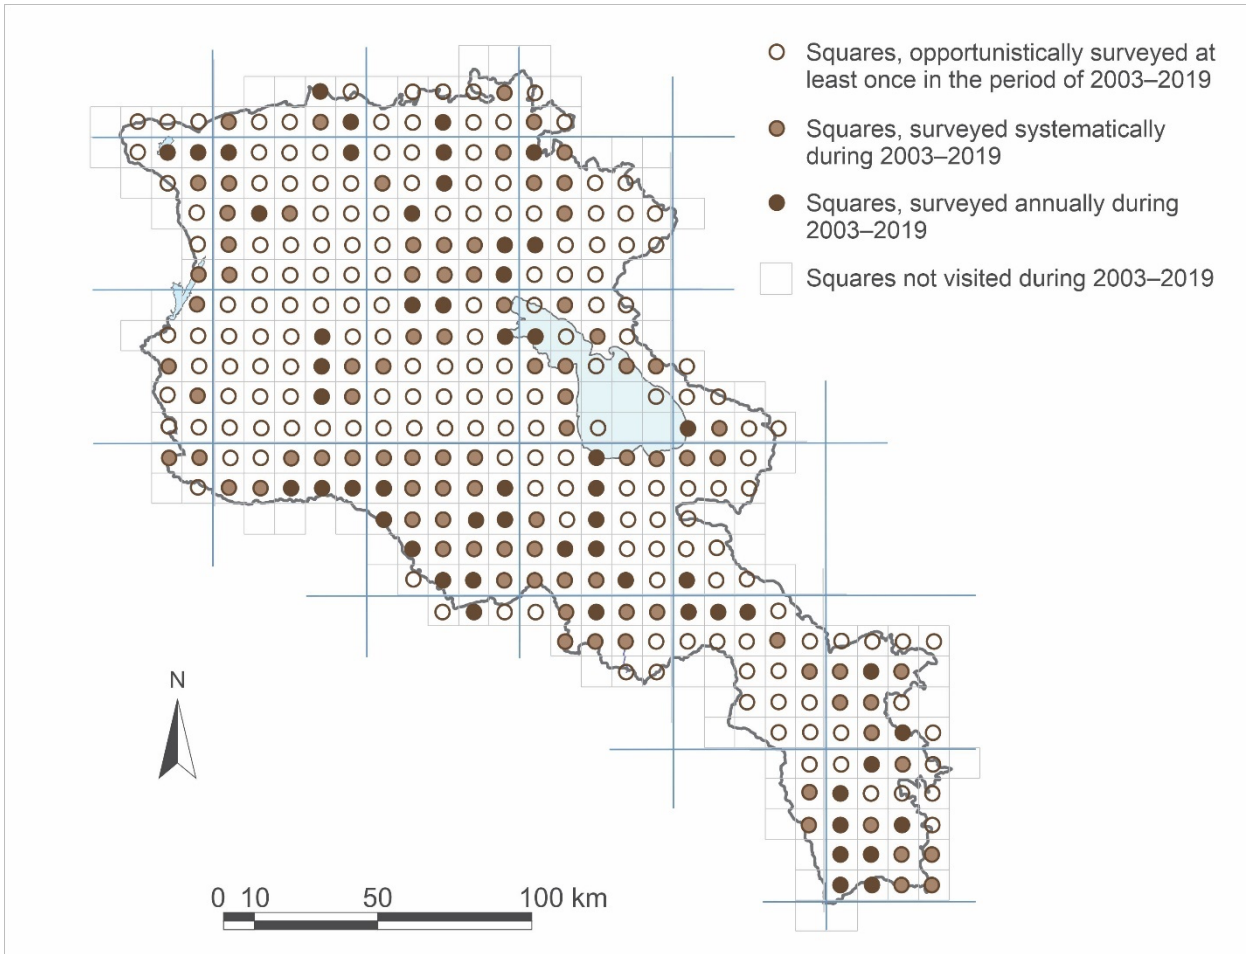 Squares, opportunistically surveyed at
least once in the period of 2003–2019
Squares, surveyed systematically
during 2003–2019
Squares, surveyed annually during
2003–2019
Squares not visited during 2003–2019
N
0 10 50 100 km